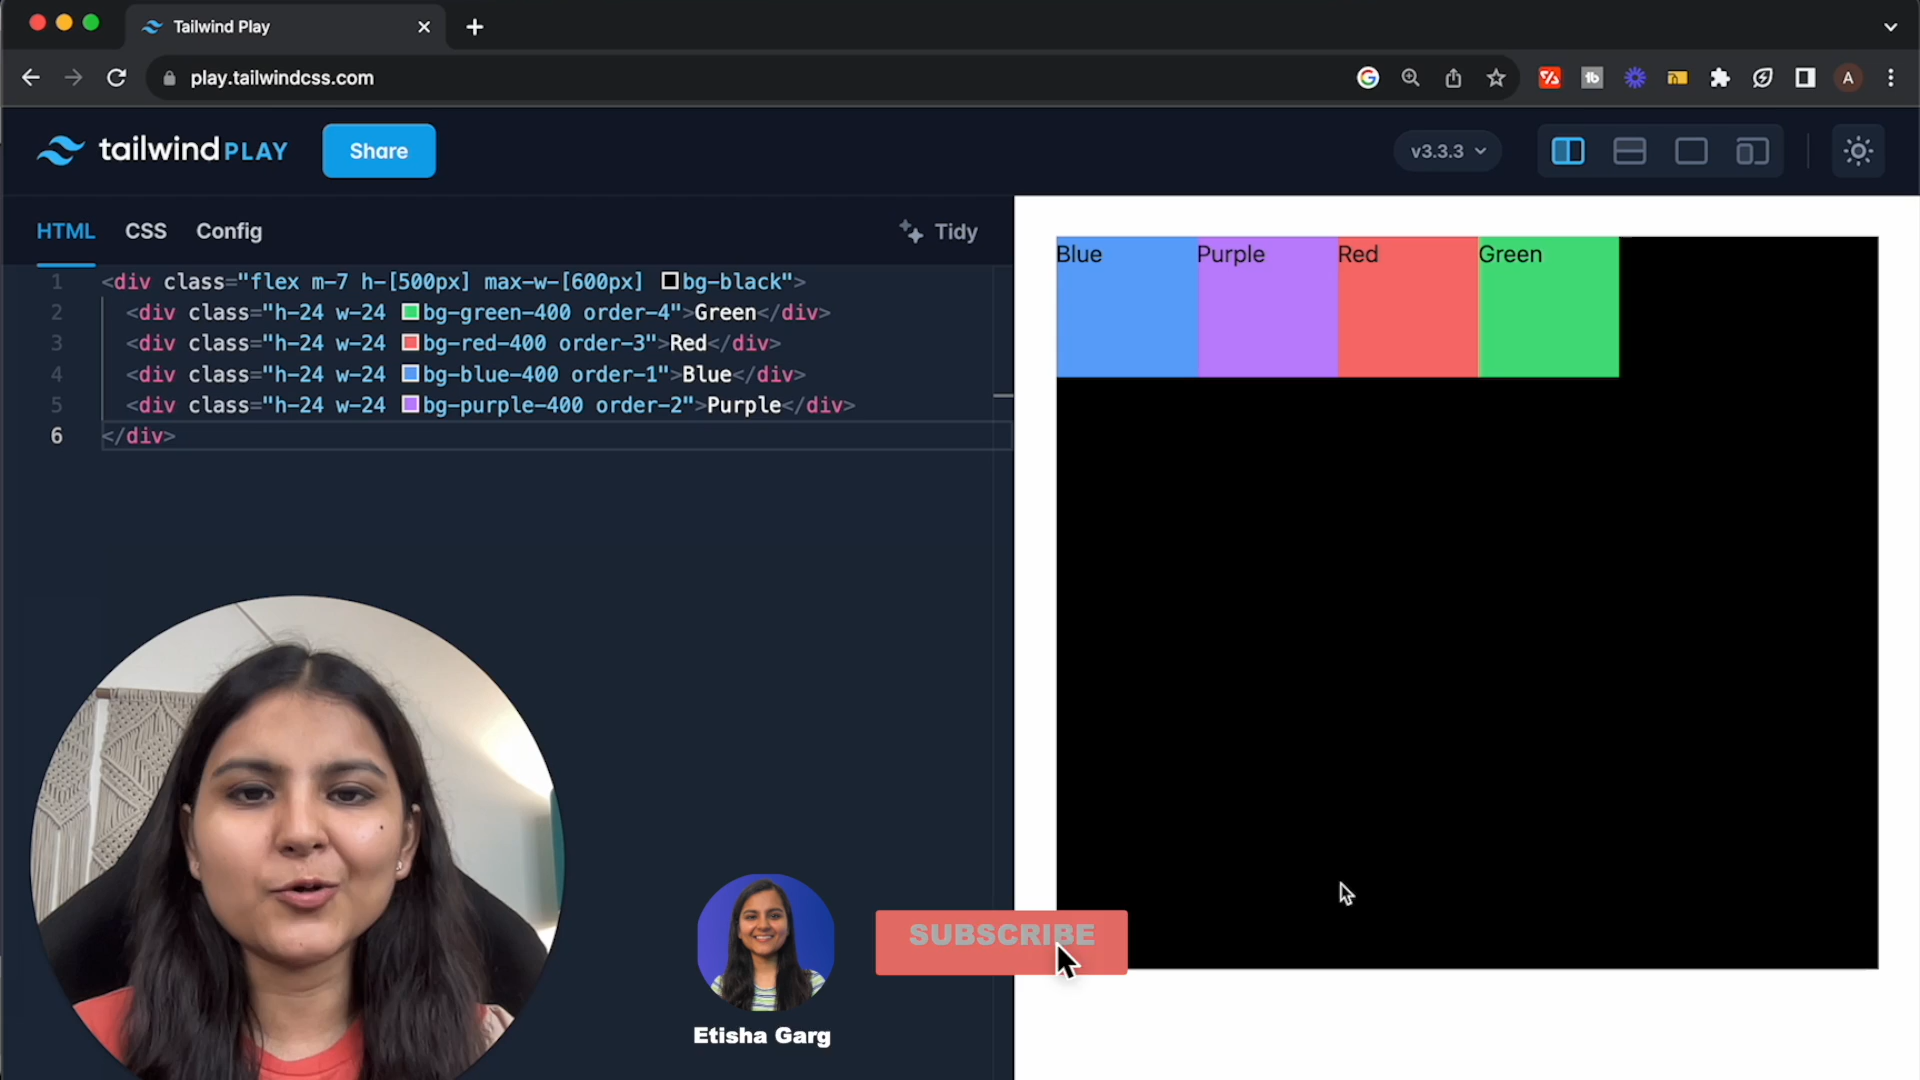 Tailwind Play
play.tailwindcss.com
A
tailwind PLAY
Share
v3.3.3
HTML CSS Config
Tidy
1 <div class="flex m-7 h-[500px] max-w-[600px] bg-black">
2 <div class="h-24 w-24 bg-green-400 order-4">Green</div>
3 <div class="h-24 w-24 bg-red-400 order-3">Red</div>
4 <div class="h-24 w-24 bg-blue-400 order-1">Blue</div>
5 <div class="h-24 w-24 bg-purple-400 order-2">Purple</div>
6 </div>
Blue Purple Red Green
SUBSCRIBE
Etisha Garg